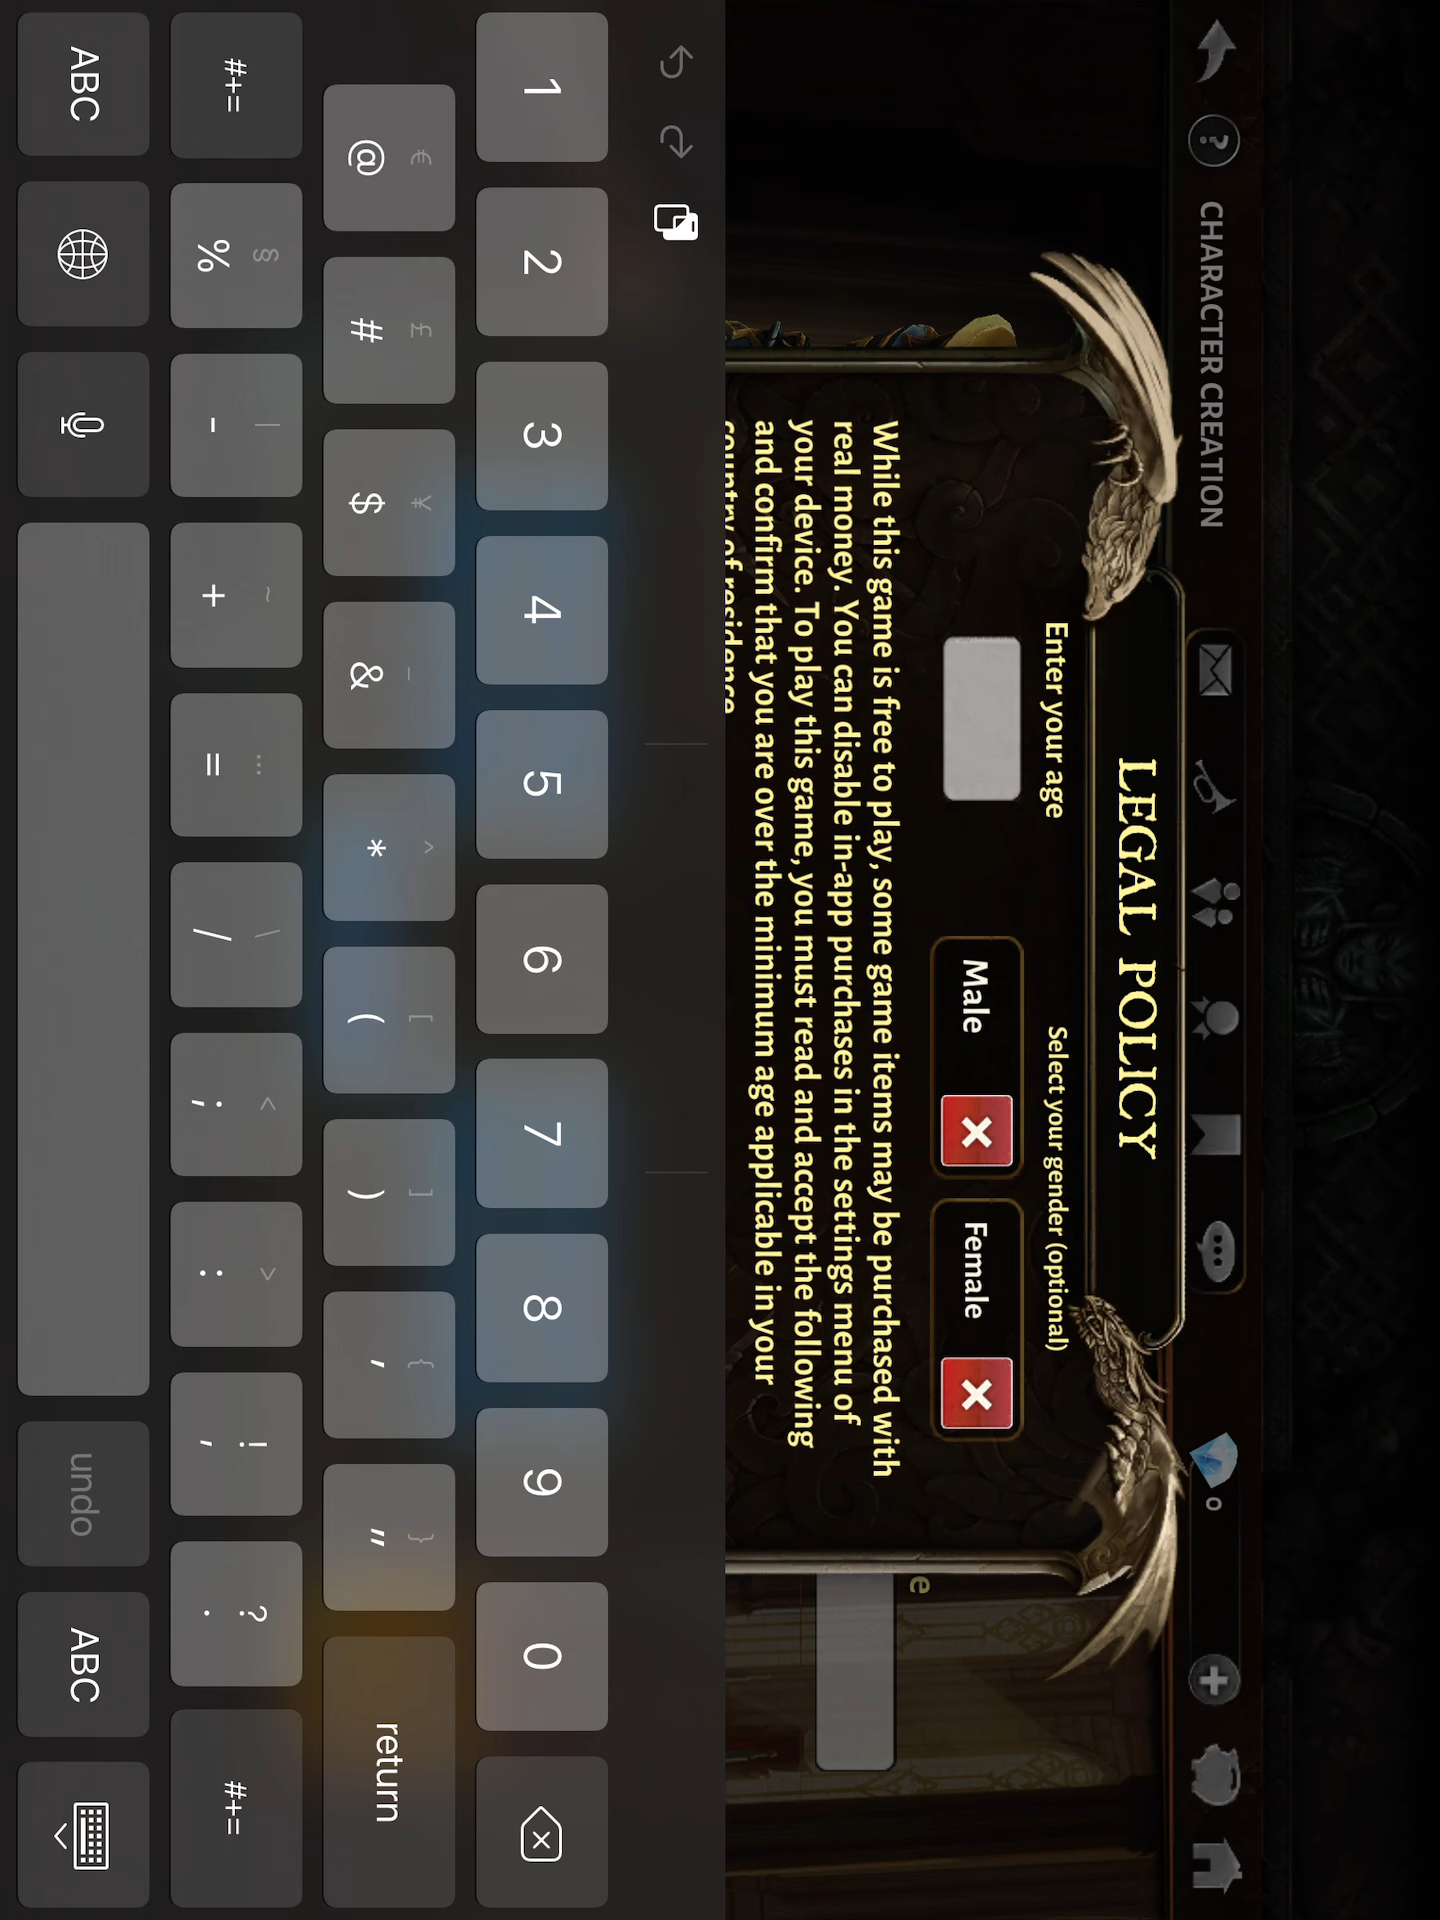 CHARACTER CREATION
0
LEGAL POLICY
Enter your age
Select your gender (optional)
Male
Female
e
While this game is free to play, some game items may be purchased with
real money. You can disable in-app purchases in the settings menu of
your device. To play this game, you must read and accept the following
and confirm that you are over the minimum age applicable in your
country of residence
1 2 3 4 5 6 7 8 9 0
€ £ ¥ _ ^ [ ] { }
@ # $ & * ( ) ' " return
§ | ~ … \ < > ! ?
#+= % - + = / ; : , . #+=
ABC undo ABC